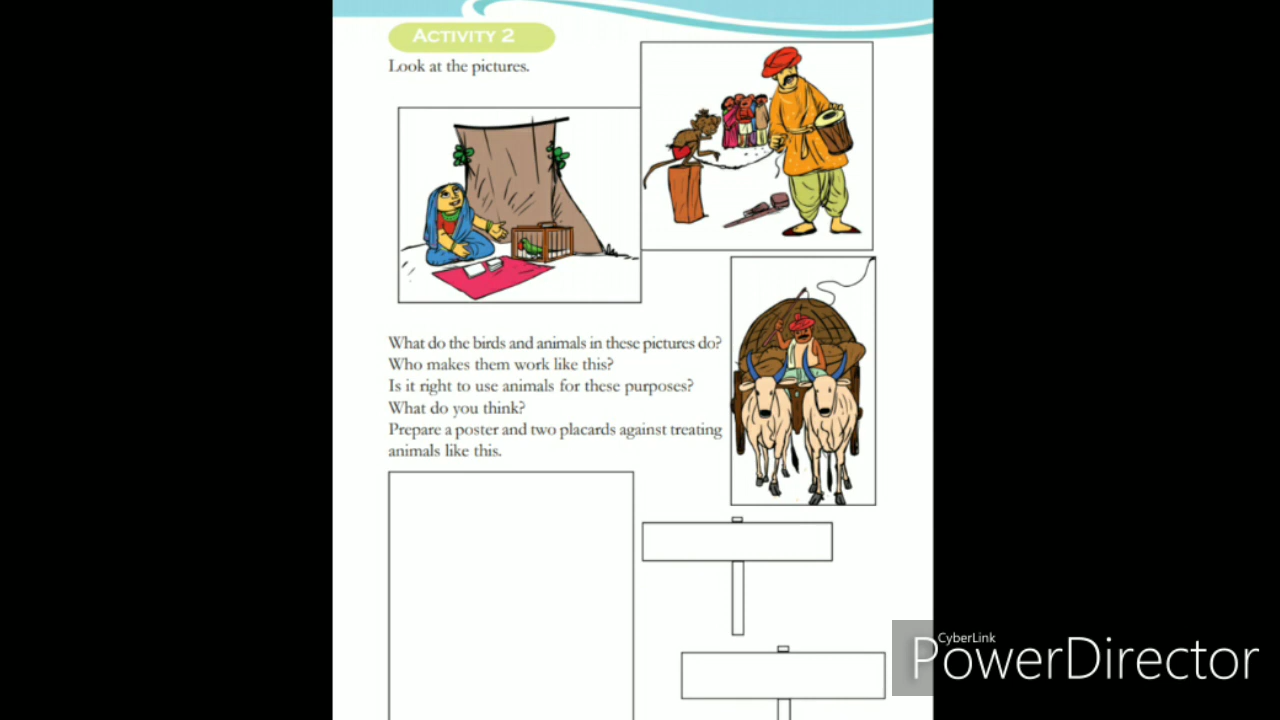 ACTIVITY 2
Look at the pictures.
What do the birds and animals in these pictures do?
Who makes them work like this?
Is it right to use animals for these purposes?
What do you think?
Prepare a poster and two placards against treating
animals like this.
CyberLink
PowerDirector